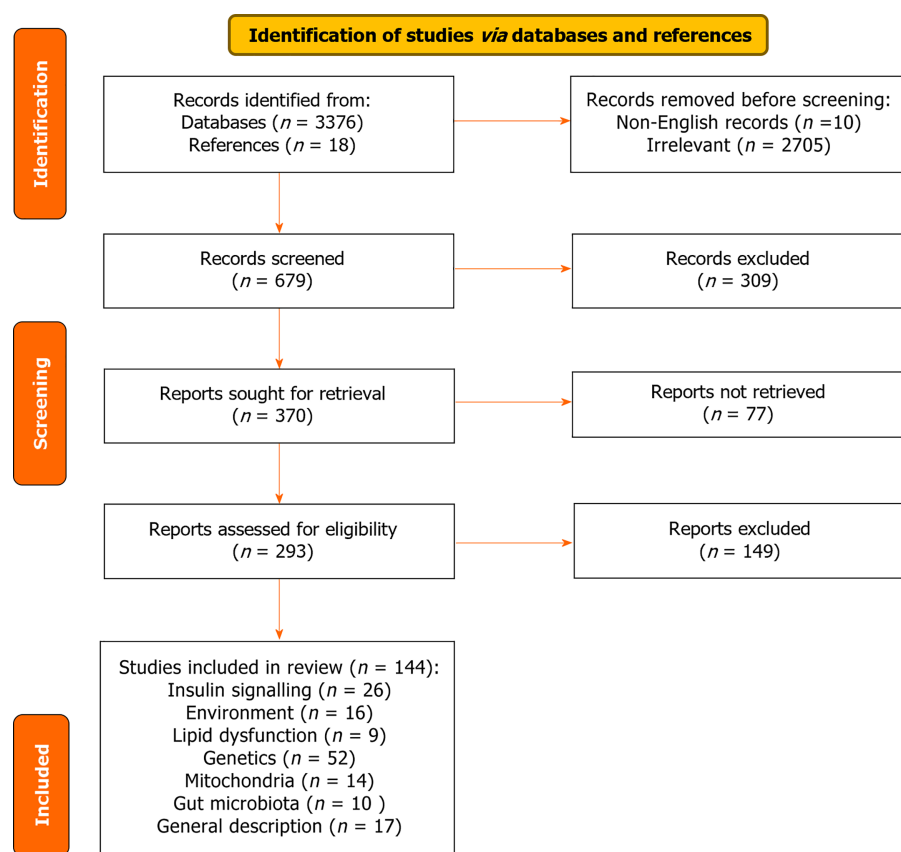 Identification of studies via databases and references
Identification
Records identified from:
Databases (n = 3376)
References (n = 18)
Records removed before screening:
Non-English records (n =10)
Irrelevant (n = 2705)
Records screened
(n = 679)
Records excluded
(n = 309)
Screening
Reports sought for retrieval
(n = 370)
Reports not retrieved
(n = 77)
Reports assessed for eligibility
(n = 293)
Reports excluded
(n = 149)
Included
Studies included in review (n = 144):
Insulin signalling (n = 26)
Environment (n = 16)
Lipid dysfunction (n = 9)
Genetics (n = 52)
Mitochondria (n = 14)
Gut microbiota (n = 10 )
General description (n = 17)